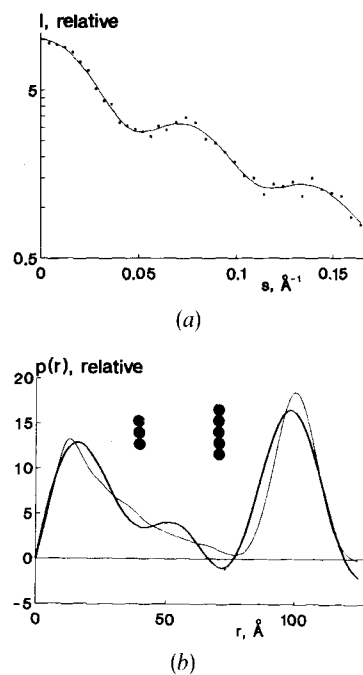 I, relative
5
0.5
0 0.05 0.1 0.15
s, Å⁻¹
(a)
p(r), relative
20
15
10
5
0
-5
0 50 100
r, Å
(b)